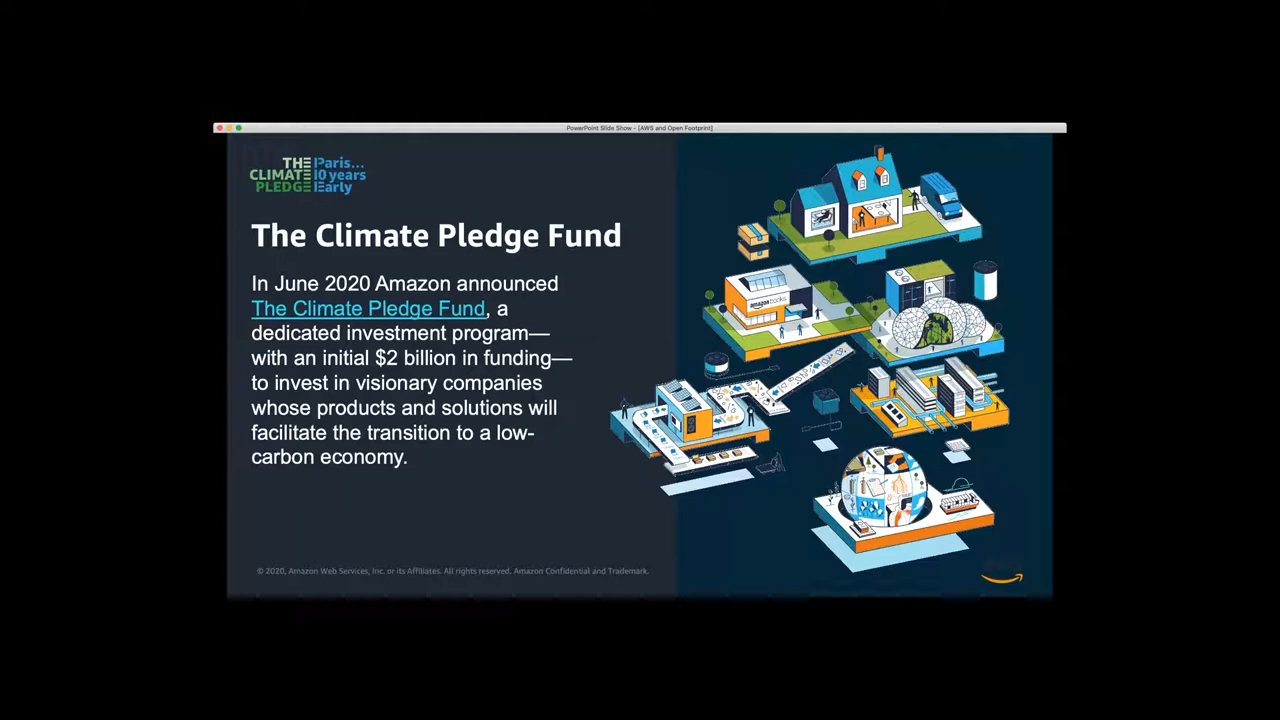 PowerPoint Slide Show - [AWS and Open Footprint]
THE Paris...
CLIMATE 10 years
PLEDGE Early
The Climate Pledge Fund
In June 2020 Amazon announced
The Climate Pledge Fund, a
dedicated investment program—
with an initial $2 billion in funding—
to invest in visionary companies
whose products and solutions will
facilitate the transition to a low-
carbon economy.
amazon books
© 2020, Amazon Web Services, Inc. or its Affiliates. All rights reserved. Amazon Confidential and Trademark.